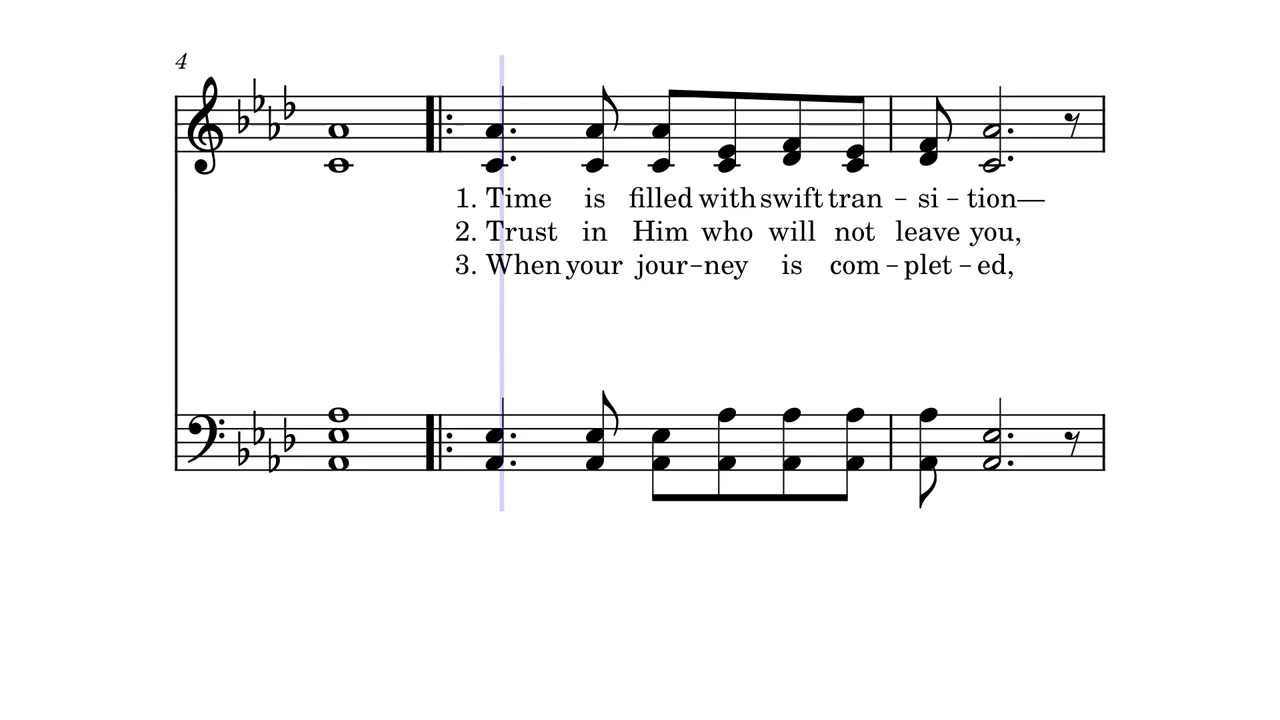 4
1. Time is filled with swift tran - si - tion—
2. Trust in Him who will not leave you,
3. When your jour-ney is com - plet - ed,